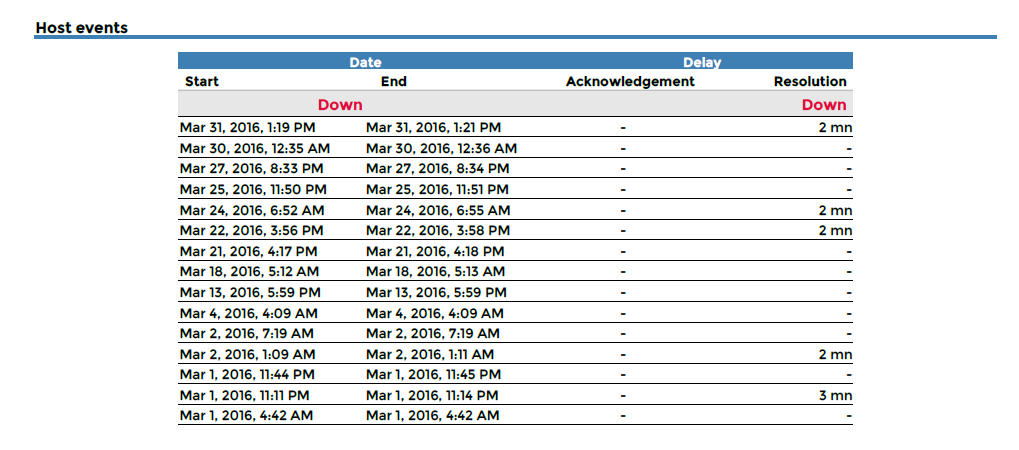 Host events
Date Delay
Start End Acknowledgement Resolution
Down Down
Mar 31, 2016, 1:19 PM Mar 31, 2016, 1:21 PM - 2 mn
Mar 30, 2016, 12:35 AM Mar 30, 2016, 12:36 AM - -
Mar 27, 2016, 8:33 PM Mar 27, 2016, 8:34 PM - -
Mar 25, 2016, 11:50 PM Mar 25, 2016, 11:51 PM - -
Mar 24, 2016, 6:52 AM Mar 24, 2016, 6:55 AM - 2 mn
Mar 22, 2016, 3:56 PM Mar 22, 2016, 3:58 PM - 2 mn
Mar 21, 2016, 4:17 PM Mar 21, 2016, 4:18 PM - -
Mar 18, 2016, 5:12 AM Mar 18, 2016, 5:13 AM - -
Mar 13, 2016, 5:59 PM Mar 13, 2016, 5:59 PM - -
Mar 4, 2016, 4:09 AM Mar 4, 2016, 4:09 AM - -
Mar 2, 2016, 7:19 AM Mar 2, 2016, 7:19 AM - -
Mar 2, 2016, 1:09 AM Mar 2, 2016, 1:11 AM - 2 mn
Mar 1, 2016, 11:44 PM Mar 1, 2016, 11:45 PM - -
Mar 1, 2016, 11:11 PM Mar 1, 2016, 11:14 PM - 3 mn
Mar 1, 2016, 4:42 AM Mar 1, 2016, 4:42 AM - -